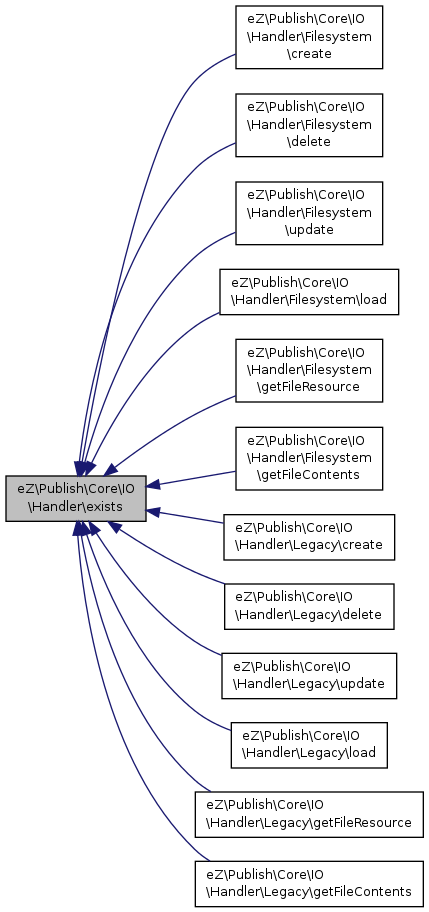 eZ\Publish\Core\IO
\Handler\Filesystem
\create
eZ\Publish\Core\IO
\Handler\Filesystem
\delete
eZ\Publish\Core\IO
\Handler\Filesystem
\update
eZ\Publish\Core\IO
\Handler\Filesystem\load
eZ\Publish\Core\IO
\Handler\Filesystem
\getFileResource
eZ\Publish\Core\IO
\Handler\Filesystem
\getFileContents
eZ\Publish\Core\IO
\Handler\exists
eZ\Publish\Core\IO
\Handler\Legacy\create
eZ\Publish\Core\IO
\Handler\Legacy\delete
eZ\Publish\Core\IO
\Handler\Legacy\update
eZ\Publish\Core\IO
\Handler\Legacy\load
eZ\Publish\Core\IO
\Handler\Legacy\getFileResource
eZ\Publish\Core\IO
\Handler\Legacy\getFileContents